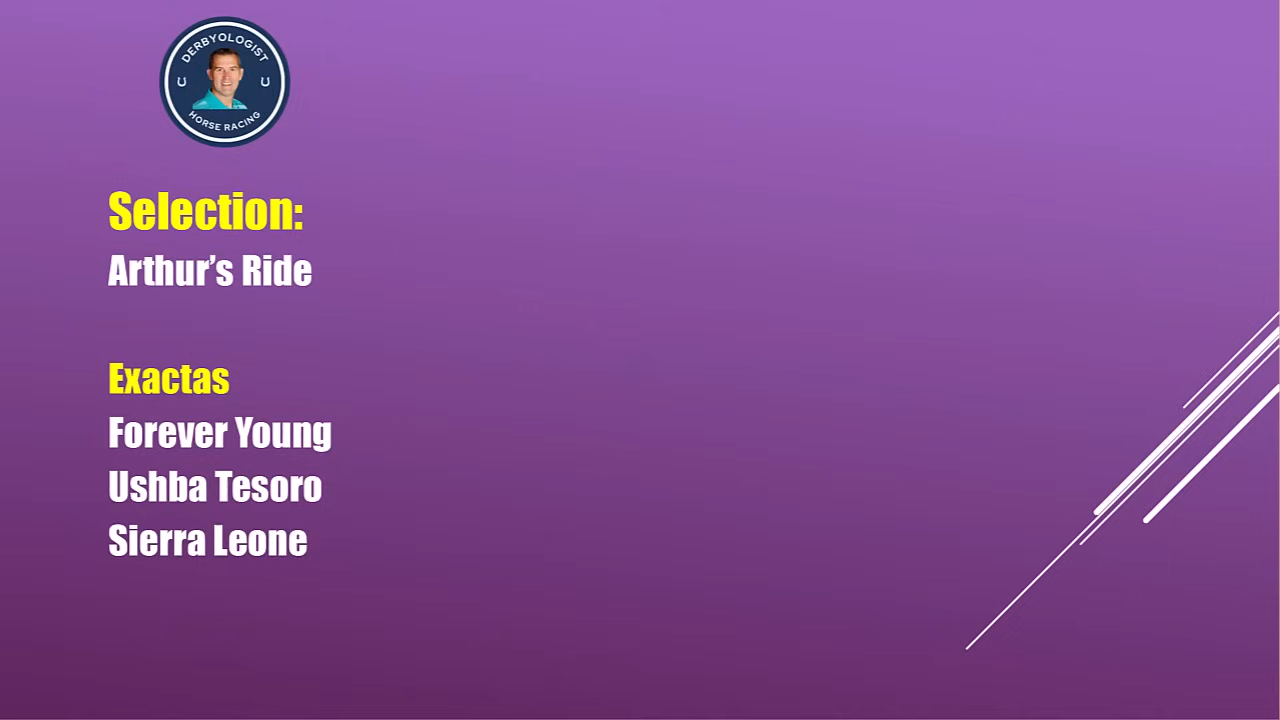 DERBYOLOGIST
HORSE RACING
Selection:
Arthur’s Ride
Exactas
Forever Young
Ushba Tesoro
Sierra Leone